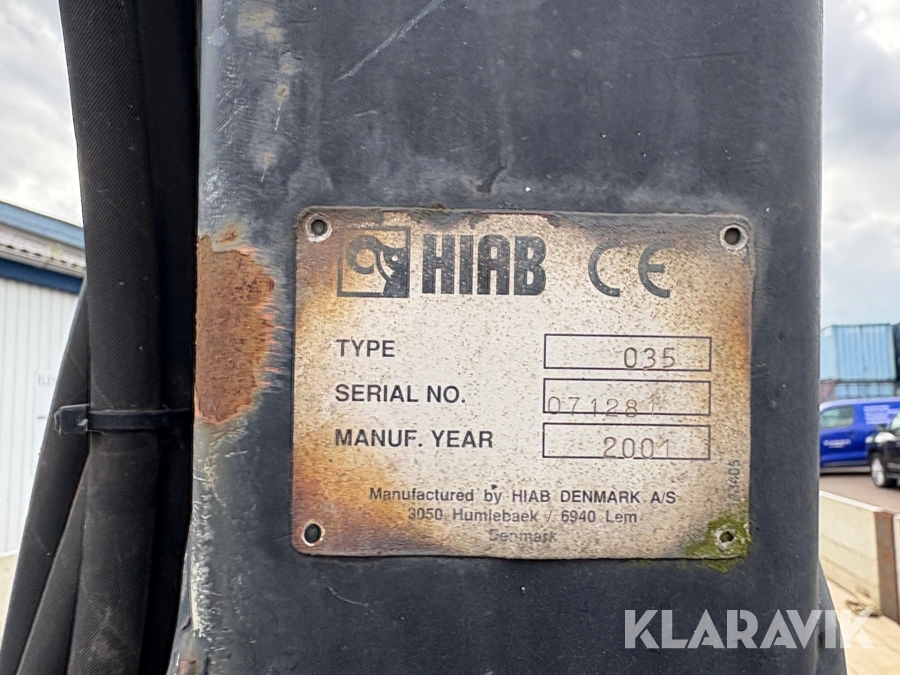 HIAB CE
TYPE 035
SERIAL NO. 071281
MANUF. YEAR 2001
Manufactured by HIAB DENMARK A/S
3050 Humlebaek / 6940 Lem
Denmark
KLARAVIK